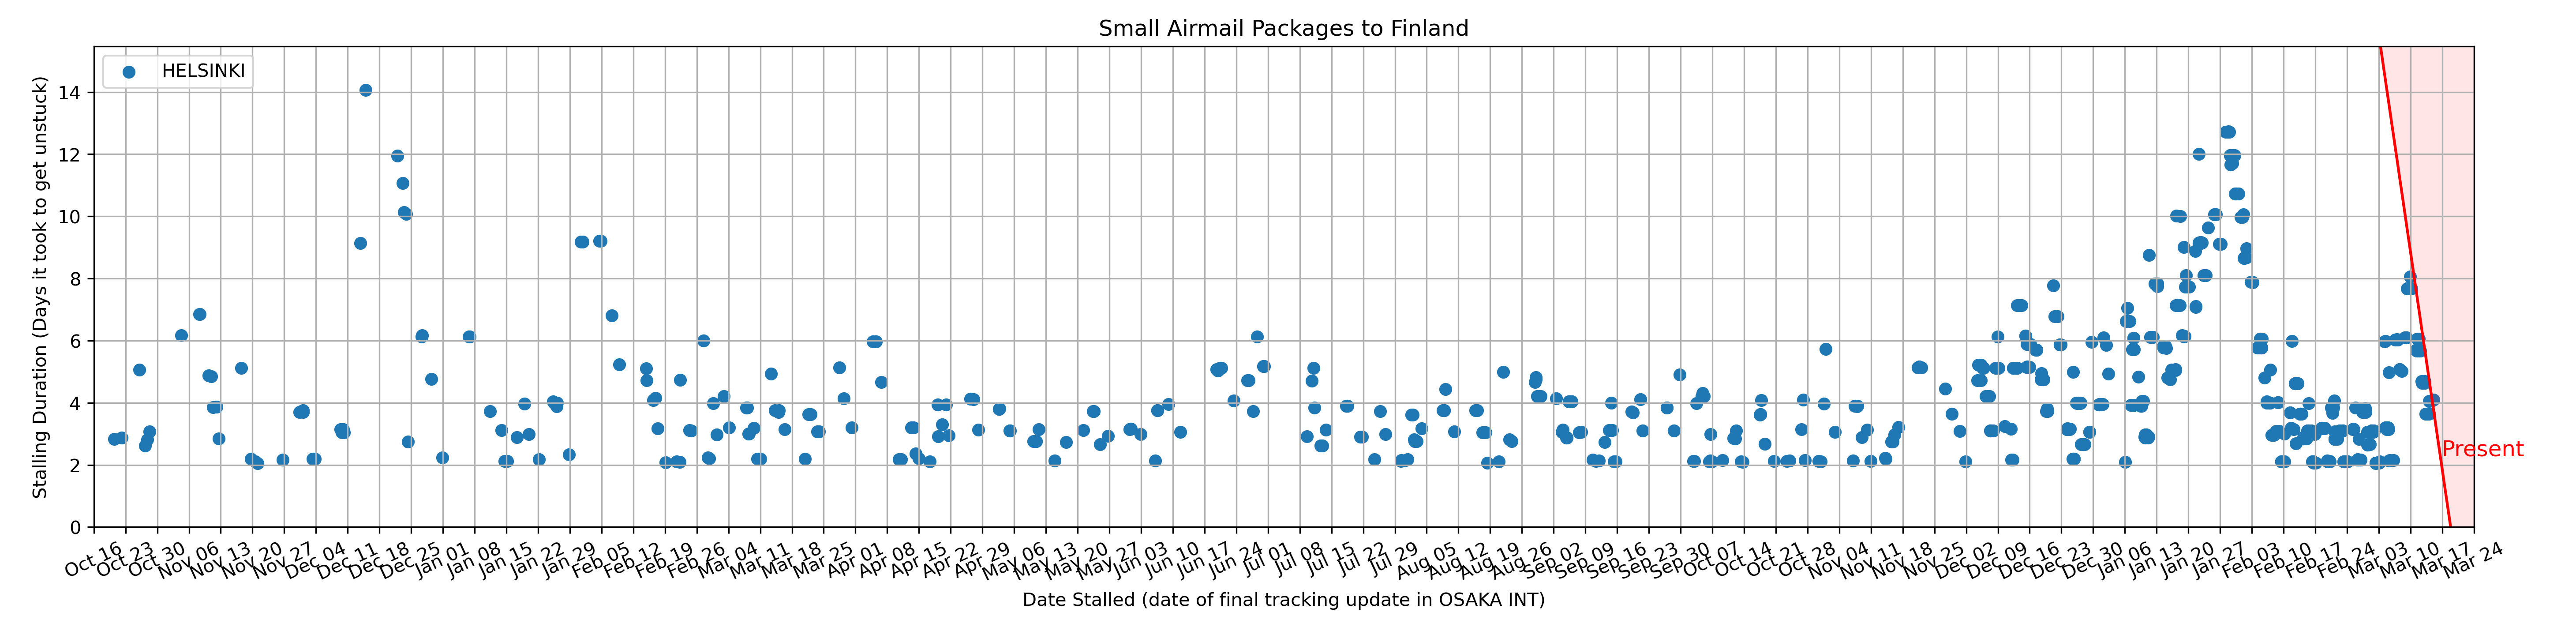 Small Airmail Packages to Finland
HELSINKI
Stalling Duration (Days it took to get unstuck)
14
12
10
8
6
4
2
0
Present
Oct 16 Oct 23 Oct 30 Nov 06 Nov 13 Nov 20 Nov 27 Dec 04 Dec 11 Dec 18 Dec 25 Jan 01 Jan 08 Jan 15 Jan 22 Jan 29 Feb 05 Feb 12 Feb 19 Feb 26 Mar 04 Mar 11 Mar 18 Mar 25 Apr 01 Apr 08 Apr 15 Apr 22 Apr 29 May 06 May 13 May 20 May 27 Jun 03 Jun 10 Jun 17 Jun 24 Jul 01 Jul 08 Jul 15 Jul 22 Jul 29 Aug 05 Aug 12 Aug 19 Aug 26 Sep 02 Sep 09 Sep 16 Sep 23 Sep 30 Oct 07 Oct 14 Oct 21 Oct 28 Nov 04 Nov 11 Nov 18 Nov 25 Dec 02 Dec 09 Dec 16 Dec 23 Dec 30 Jan 06 Jan 13 Jan 20 Jan 27 Feb 03 Feb 10 Feb 17 Feb 24 Mar 03 Mar 10 Mar 17 Mar 24
Date Stalled (date of final tracking update in OSAKA INT)